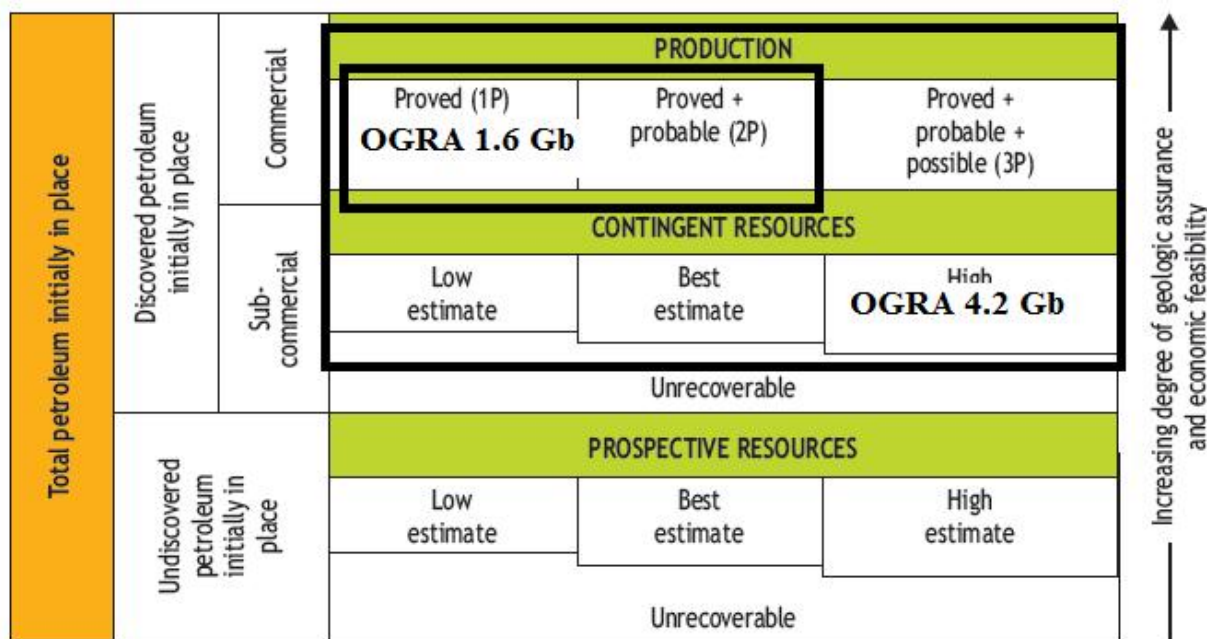 Total petroleum initially in place
Discovered petroleum
initially in place
Commercial
PRODUCTION
Proved (1P)
OGRA 1.6 Gb
Proved +
probable (2P)
Proved +
probable +
possible (3P)
Sub-
commercial
CONTINGENT RESOURCES
Low
estimate
Best
estimate
High
OGRA 4.2 Gb
Unrecoverable
Undiscovered
petroleum
initially in
place
PROSPECTIVE RESOURCES
Low
estimate
Best
estimate
High
estimate
Unrecoverable
Increasing degree of geologic assurance
and economic feasibility